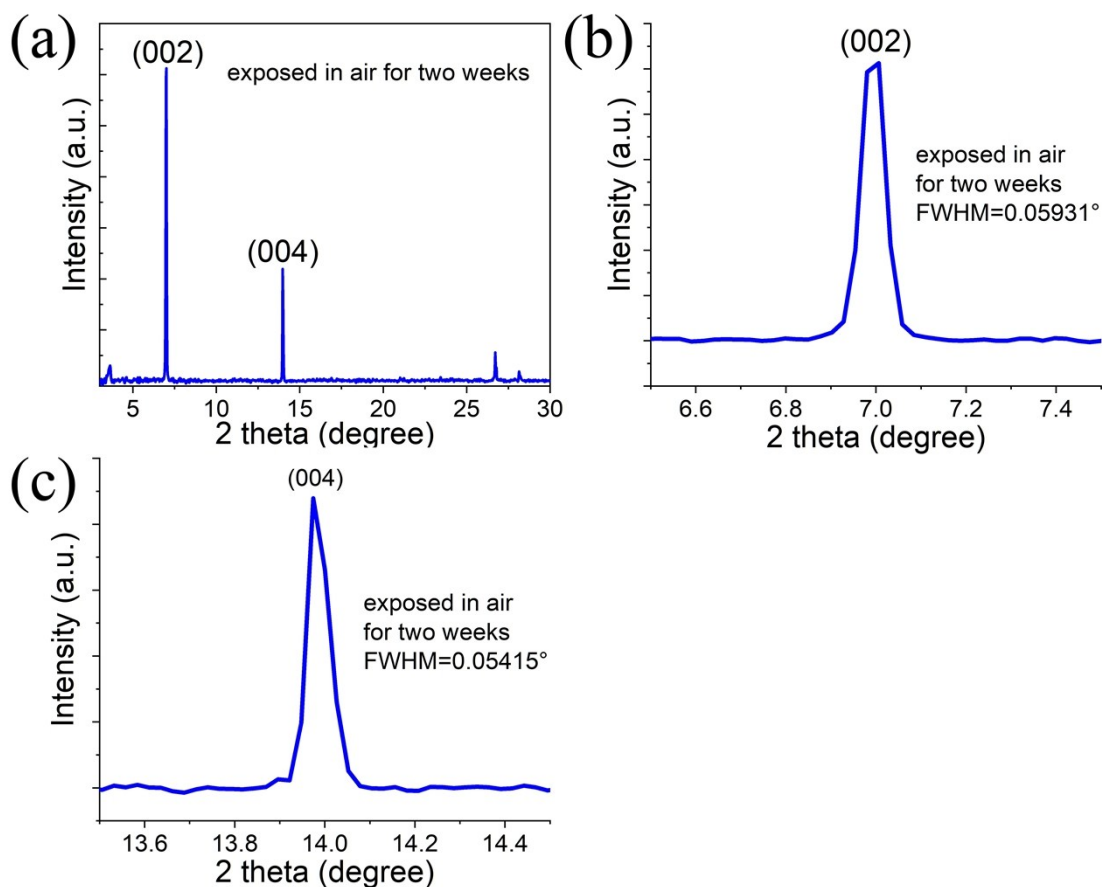 (a)
(002)
exposed in air for two weeks
(004)
Intensity (a.u.)
5 10 15 20 25 30
2 theta (degree)
(b)
(002)
exposed in air
for two weeks
FWHM=0.05931°
Intensity (a.u.)
6.6 6.8 7.0 7.2 7.4
2 theta (degree)
(c)
(004)
exposed in air
for two weeks
FWHM=0.05415°
Intensity (a.u.)
13.6 13.8 14.0 14.2 14.4
2 theta (degree)